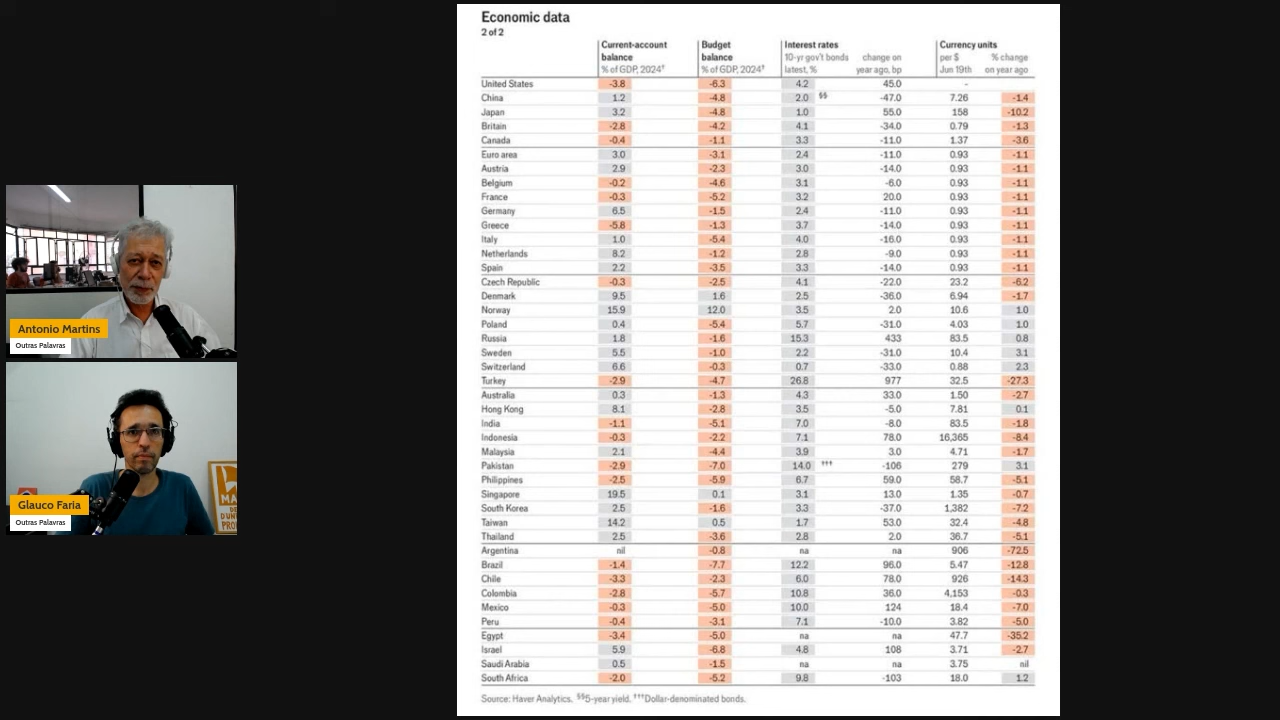 Economic data
2 of 2
Current-account balance % of GDP, 2024† Budget balance % of GDP, 2024† Interest rates 10-yr gov't bonds latest, % change on year ago, bp Currency units per $ Jun 19th % change on year ago
United States -3.8 -6.3 4.2 45.0 -
China 1.2 -4.8 2.0 §§ -47.0 7.26 -1.4
Japan 3.2 -4.8 1.0 55.0 158 -10.2
Britain -2.8 -4.2 4.1 -34.0 0.79 -1.3
Canada -0.4 -1.1 3.3 -11.0 1.37 -3.6
Euro area 3.0 -3.1 2.4 -11.0 0.93 -1.1
Austria 2.9 -2.3 3.0 -14.0 0.93 -1.1
Belgium -0.2 -4.6 3.1 -6.0 0.93 -1.1
France -0.3 -5.2 3.2 20.0 0.93 -1.1
Germany 6.5 -1.5 2.4 -11.0 0.93 -1.1
Greece -5.8 -1.3 3.7 -14.0 0.93 -1.1
Italy 1.0 -5.4 4.0 -16.0 0.93 -1.1
Netherlands 8.2 -1.2 2.8 -9.0 0.93 -1.1
Spain 2.2 -3.5 3.3 -14.0 0.93 -1.1
Czech Republic -0.3 -2.5 4.1 -22.0 23.2 -6.2
Denmark 9.5 1.6 2.5 -36.0 6.94 -1.7
Norway 15.9 12.0 3.5 2.0 10.6 1.0
Poland 0.4 -5.4 5.7 -31.0 4.03 1.0
Russia 1.8 -1.6 15.3 433 83.5 0.8
Sweden 5.5 -1.0 2.2 -31.0 10.4 3.1
Switzerland 6.6 -0.3 0.7 -33.0 0.88 2.3
Turkey -2.9 -4.7 26.8 977 32.5 -27.3
Australia 0.3 -1.3 4.3 33.0 1.50 -2.7
Hong Kong 8.1 -2.8 3.5 -5.0 7.81 0.1
India -1.1 -5.1 7.0 -8.0 83.5 -1.8
Indonesia -0.3 -2.2 7.1 78.0 16,365 -8.4
Malaysia 2.1 -4.4 3.9 3.0 4.71 -1.7
Pakistan -2.9 -7.0 14.0 ††† -106 279 3.1
Philippines -2.5 -5.9 6.7 59.0 58.7 -5.1
Singapore 19.5 0.1 3.1 13.0 1.35 -0.7
South Korea 2.5 -1.6 3.3 -37.0 1,382 -7.2
Taiwan 14.2 0.5 1.7 53.0 32.4 -4.8
Thailand 2.5 -3.6 2.8 2.0 36.7 -5.1
Argentina nil -0.8 na na 906 -72.5
Brazil -1.4 -7.7 12.2 96.0 5.47 -12.8
Chile -3.3 -2.3 6.0 78.0 926 -14.3
Colombia -2.8 -5.7 10.8 36.0 4,153 -0.3
Mexico -0.3 -5.0 10.0 124 18.4 -7.0
Peru -0.4 -3.1 7.1 -10.0 3.82 -5.0
Egypt -3.4 -5.0 na na 47.7 -35.2
Israel 5.9 -6.8 4.8 108 3.71 -2.7
Saudi Arabia 0.5 -1.5 na na 3.75 nil
South Africa -2.0 -5.2 9.8 -103 18.0 1.2
Source: Haver Analytics. §§5-year yield. †††Dollar-denominated bonds.
Antonio Martins
Outras Palavras
Glauco Faria
Outras Palavras